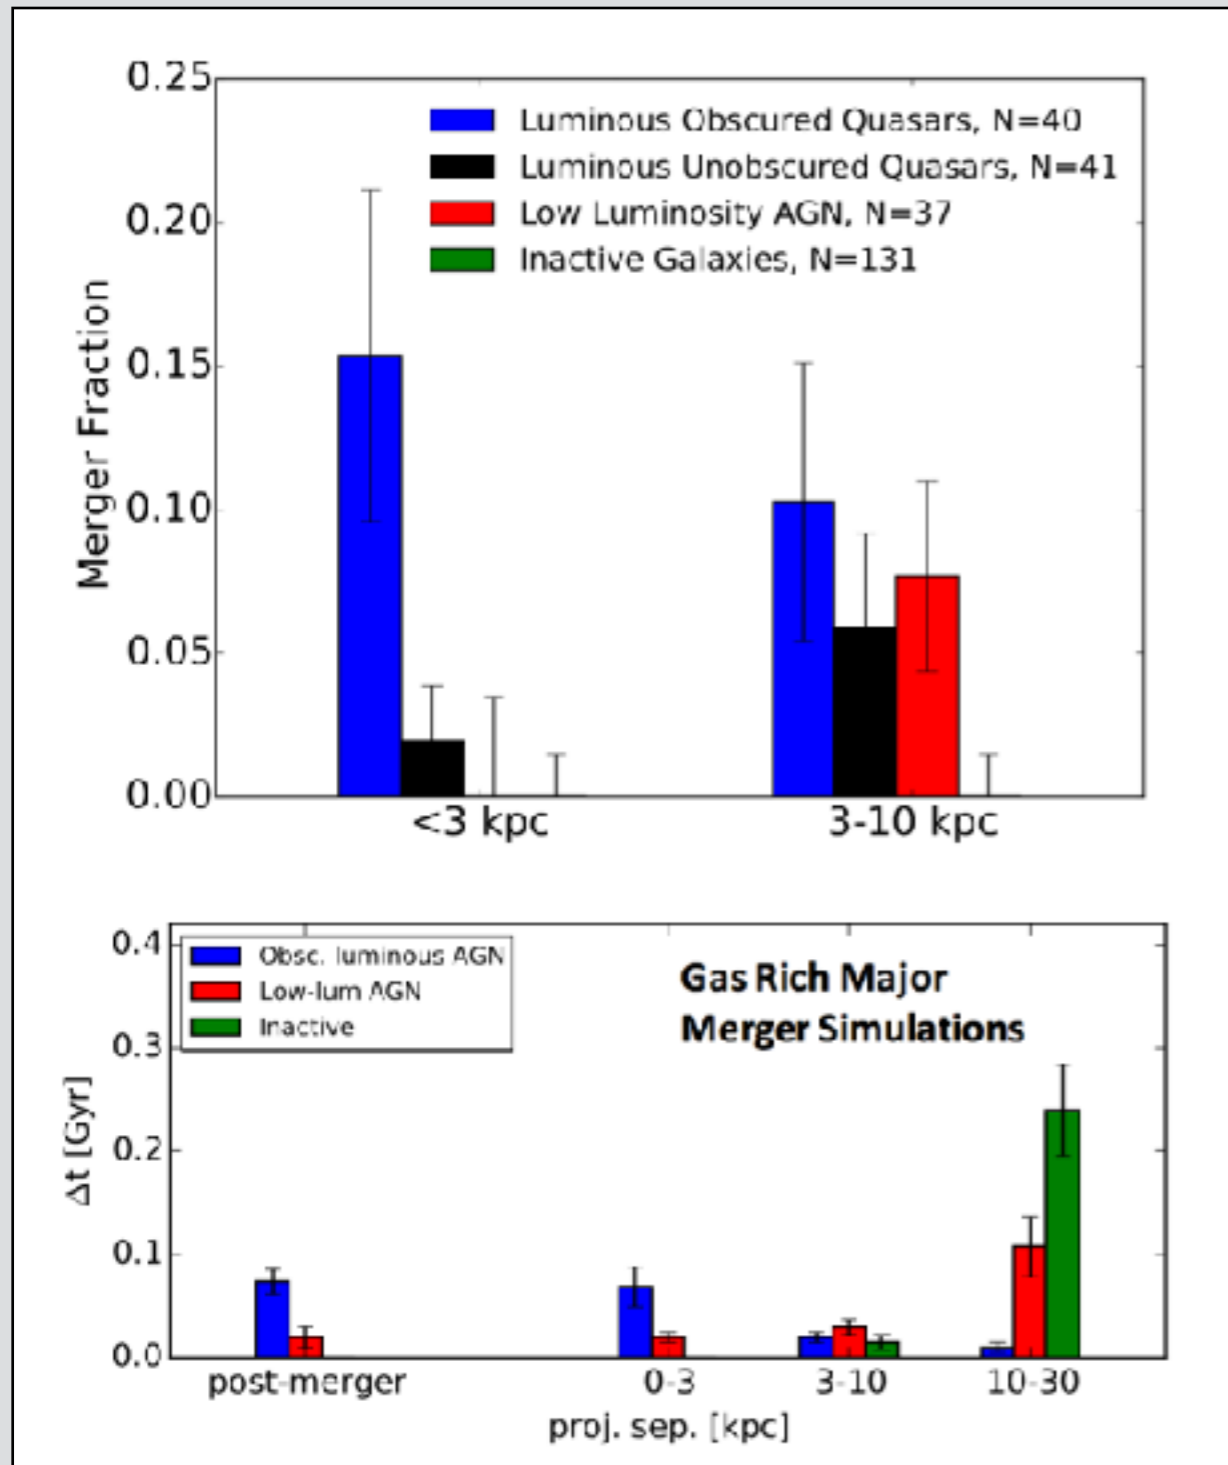 0.25
0.20
0.15
0.10
0.05
0.00
Merger Fraction
Luminous Obscured Quasars, N=40
Luminous Unobscured Quasars, N=41
Low Luminosity AGN, N=37
Inactive Galaxies, N=131
<3 kpc
3-10 kpc
0.4
0.3
0.2
0.1
0.0
Δt [Gyr]
Obsc. luminous AGN
Low-lum AGN
Inactive
Gas Rich Major
Merger Simulations
post-merger
0-3
3-10
10-30
proj. sep. [kpc]